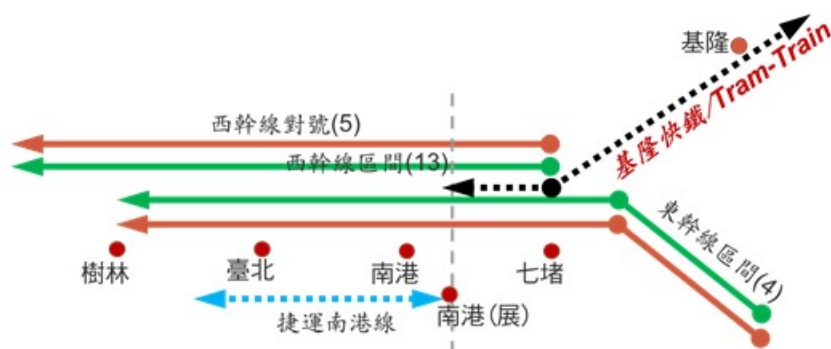 基隆
基隆快鐵/Tram-Train
西幹線對號(5)
西幹線區間(13)
東幹線區間(4)
樹林
臺北
南港
七堵
南港(展)
捷運南港線